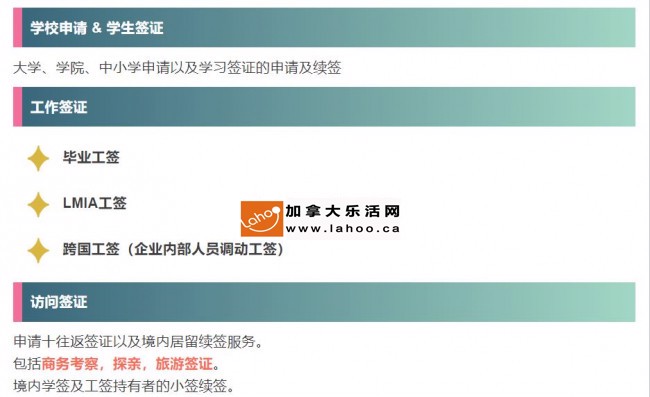 学校申请 & 学生签证
大学、学院、中小学申请以及学习签证的申请及续签
工作签证
毕业工签
LMIA工签
Lahoo
加拿大乐活网
www.lahoo.ca
跨国工签（企业内部人员调动工签）
访问签证
申请十往返签证以及境内居留续签服务。
包括商务考察，探亲，旅游签证。
境内学签及工签持有者的小签续签。